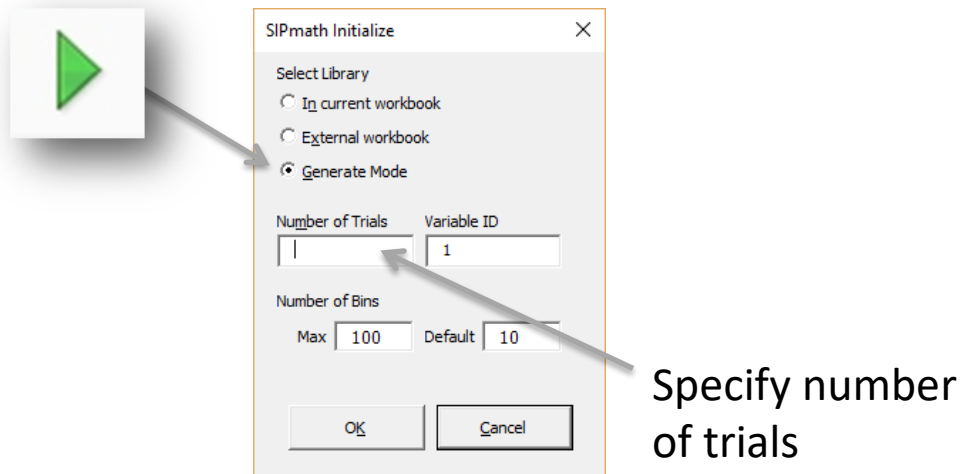 SIPmath Initialize
Select Library
In current workbook
External workbook
Generate Mode
Number of Trials Variable ID
1
Number of Bins
Max 100 Default 10
OK Cancel
Specify number
of trials